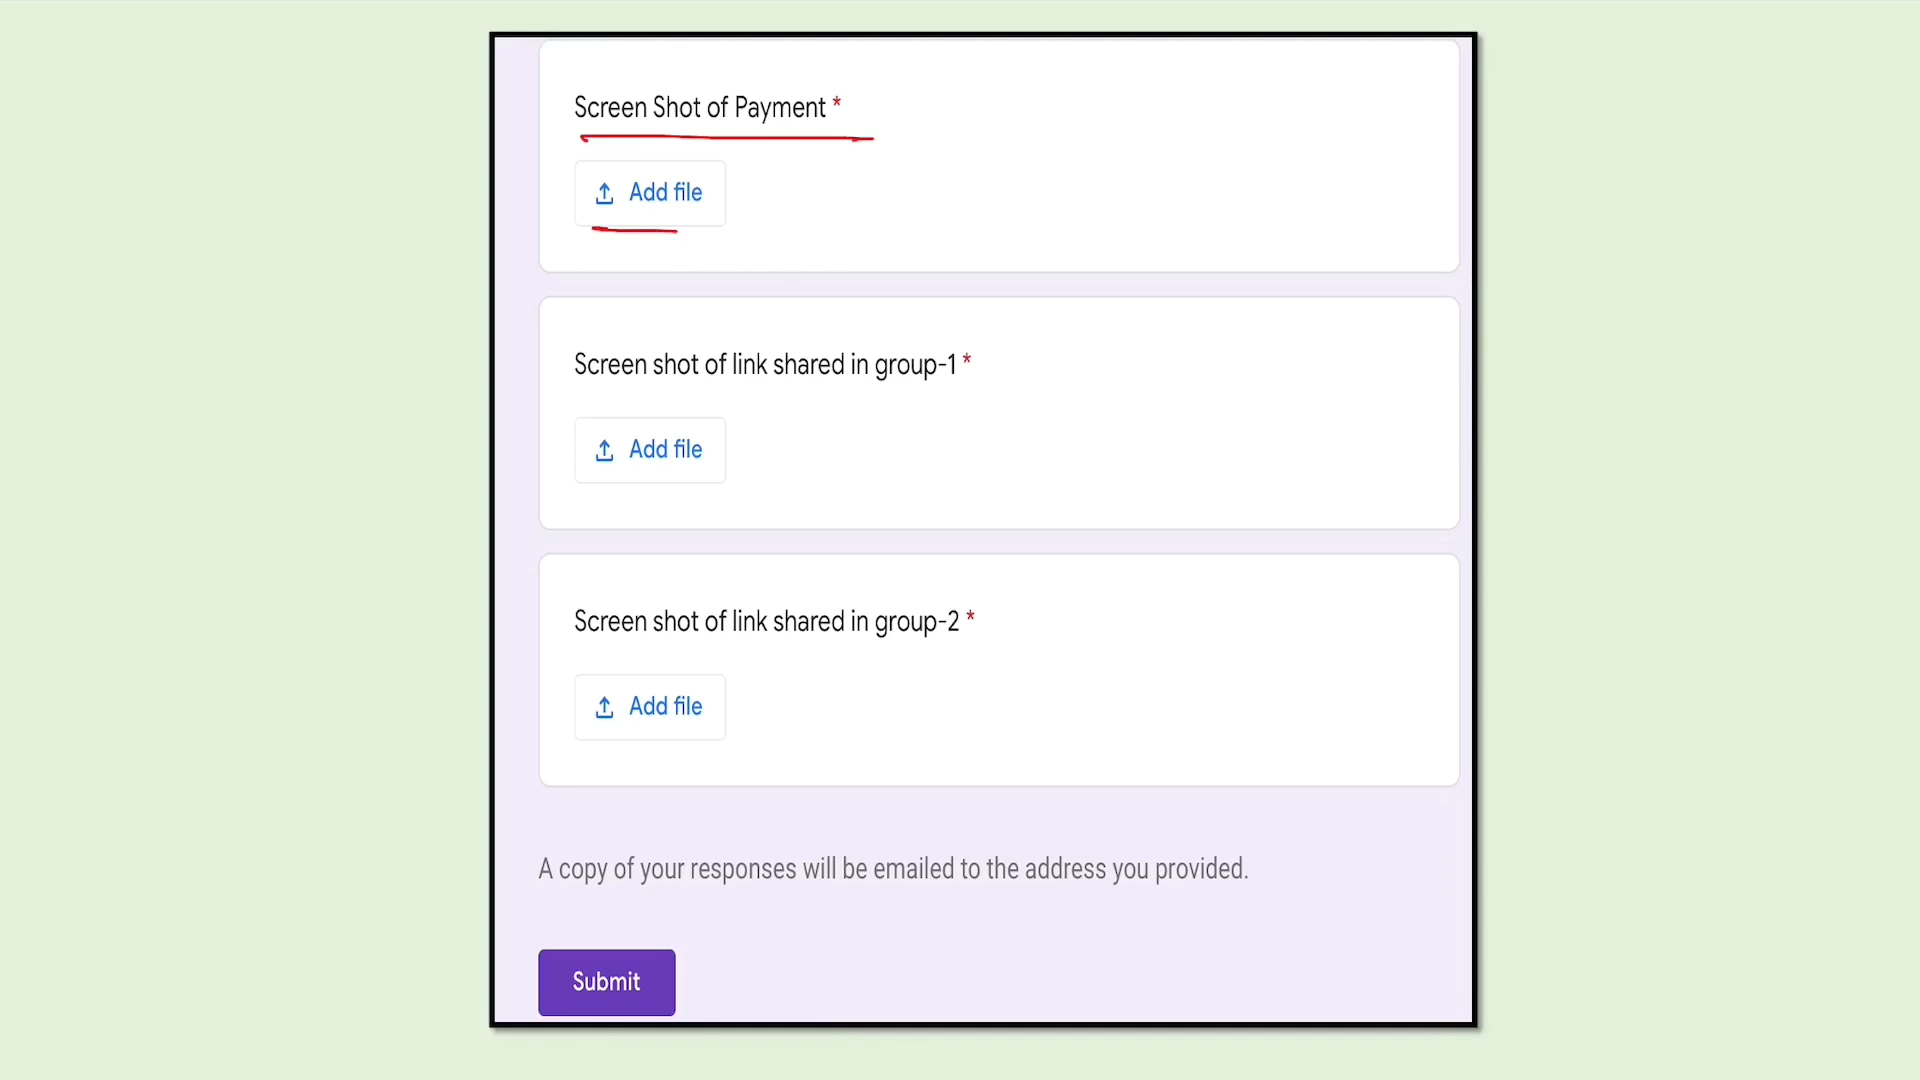 Screen Shot of Payment *
Add file
Screen shot of link shared in group-1 *
Add file
Screen shot of link shared in group-2 *
Add file
A copy of your responses will be emailed to the address you provided.
Submit